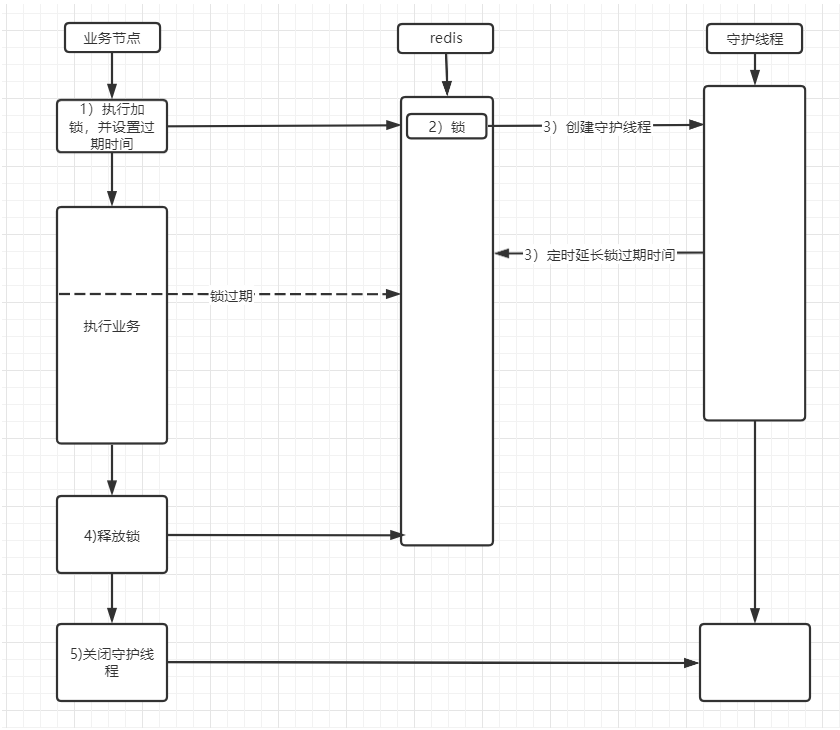 业务节点
redis
守护线程
1）执行加
锁，并设置过
期时间
2）锁
3）创建守护线程
3）定时延长锁过期时间
锁过期
执行业务
4)释放锁
5)关闭守护线
程